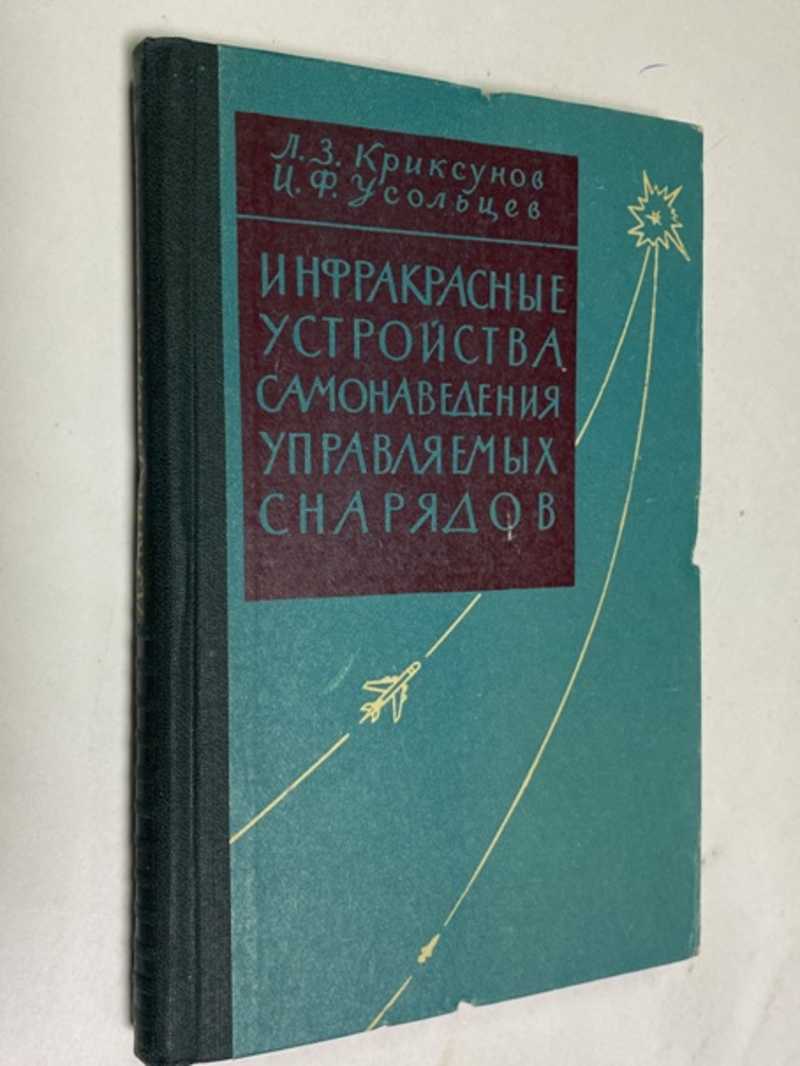 Л. З. Криксунов
И. Ф. Усольцев
ИНФРАКРАСНЫЕ
УСТРОЙСТВА
САМОНАВЕДЕНИЯ
УПРАВЛЯЕМЫХ
СНАРЯДОВ